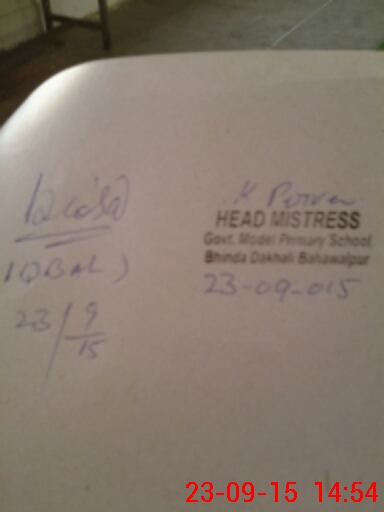 (IQBAL)
23/9/15
K Parveen
HEAD MISTRESS
Govt. Model Primary School
Bhinda Dakhali Bahawalpur
23-09-015
23-09-15 14:54